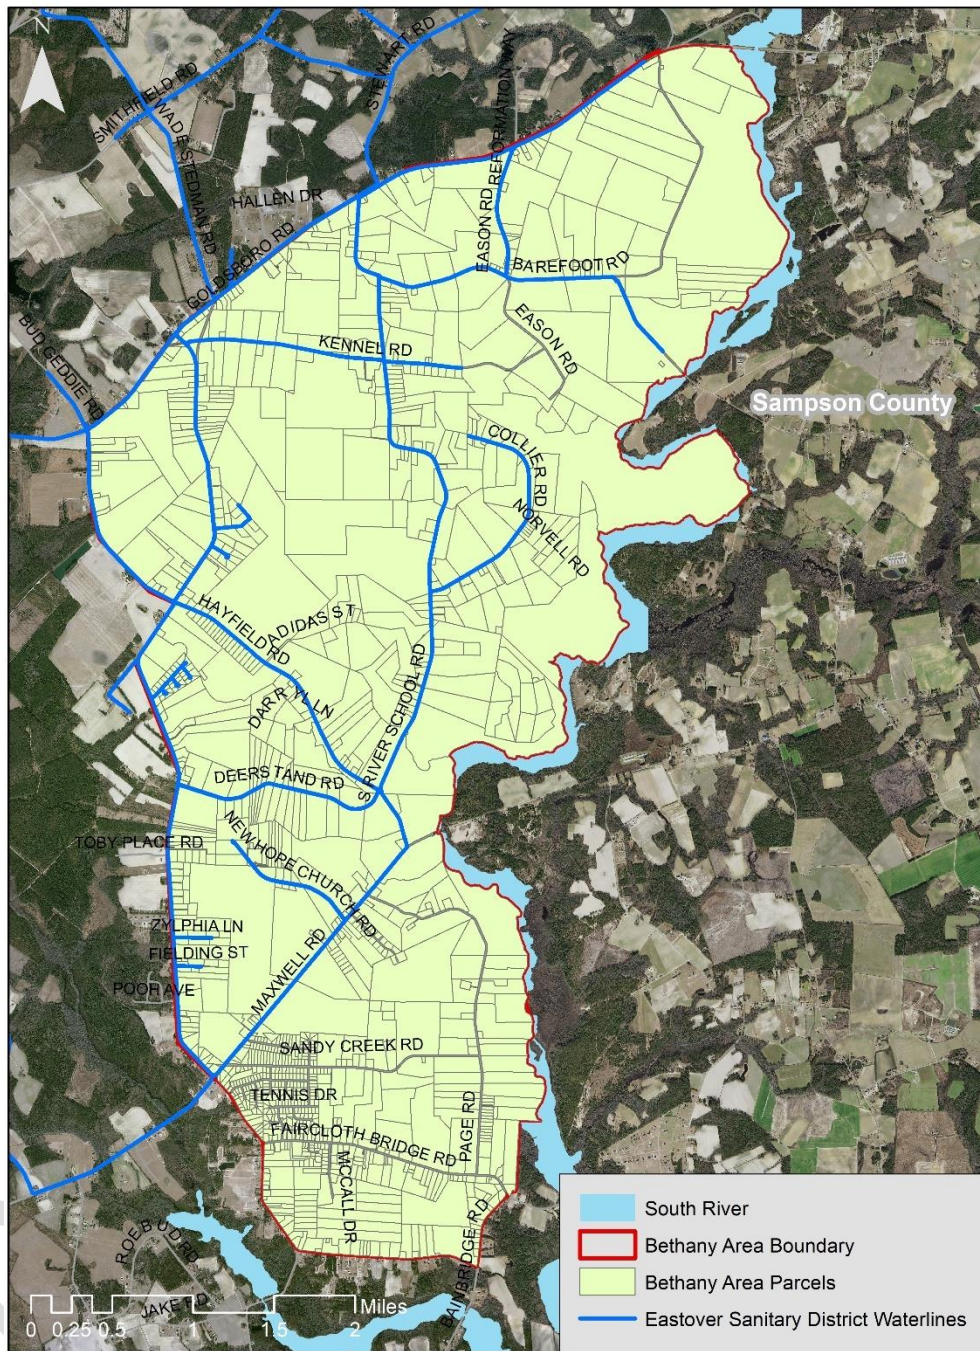 N
STEWART RD
SMITHFIELD RD
WADE STEDMAN RD
REFORMATION WAY
HALLEN DR
EASON RD
GOLDSBORO RD
BAREFOOT RD
BUD GEDDIE RD
KENNEL RD
EASON RD
Sampson County
COLLIER RD
NORVELL RD
HAYFIELD RD
ADIDAS ST
DARRYL LN
S RIVER SCHOOL RD
DEERSTAND RD
TOBY PLACE RD
NEW HOPE CHURCH RD
ZYLPHIA LN
FIELDING ST
POOR AVE
MAXWELL RD
SANDY CREEK RD
TENNIS DR
FAIRCLOTH BRIDGE RD
PAGE RD
MCCALL DR
BAINBRIDGE RD
ROEBUD RD
JAKE RD
Miles
0 0.25 0.5 1 1.5 2
South River
Bethany Area Boundary
Bethany Area Parcels
Eastover Sanitary District Waterlines